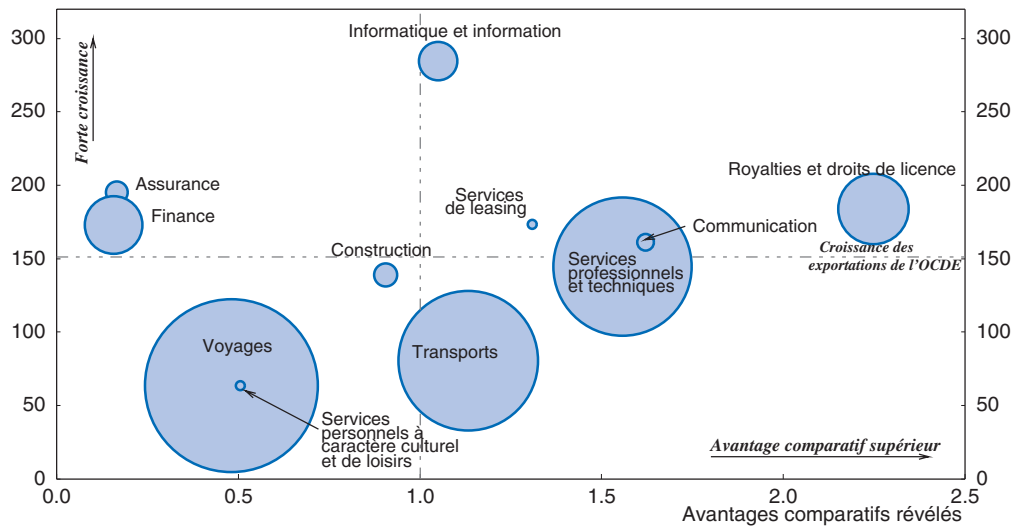 300
250
200
150
100
50
0
Forte croissance
Informatique et information
Assurance
Finance
Services
de leasing
Construction
Royalties et droits de licence
Communication
Croissance des
exportations de l'OCDE
Services
professionnels
et techniques
Voyages
Transports
Services
personnels à
caractère culturel
et de loisirs
Avantage comparatif supérieur
300
250
200
150
100
50
0
0.0 0.5 1.0 1.5 2.0 2.5
Avantages comparatifs révélés